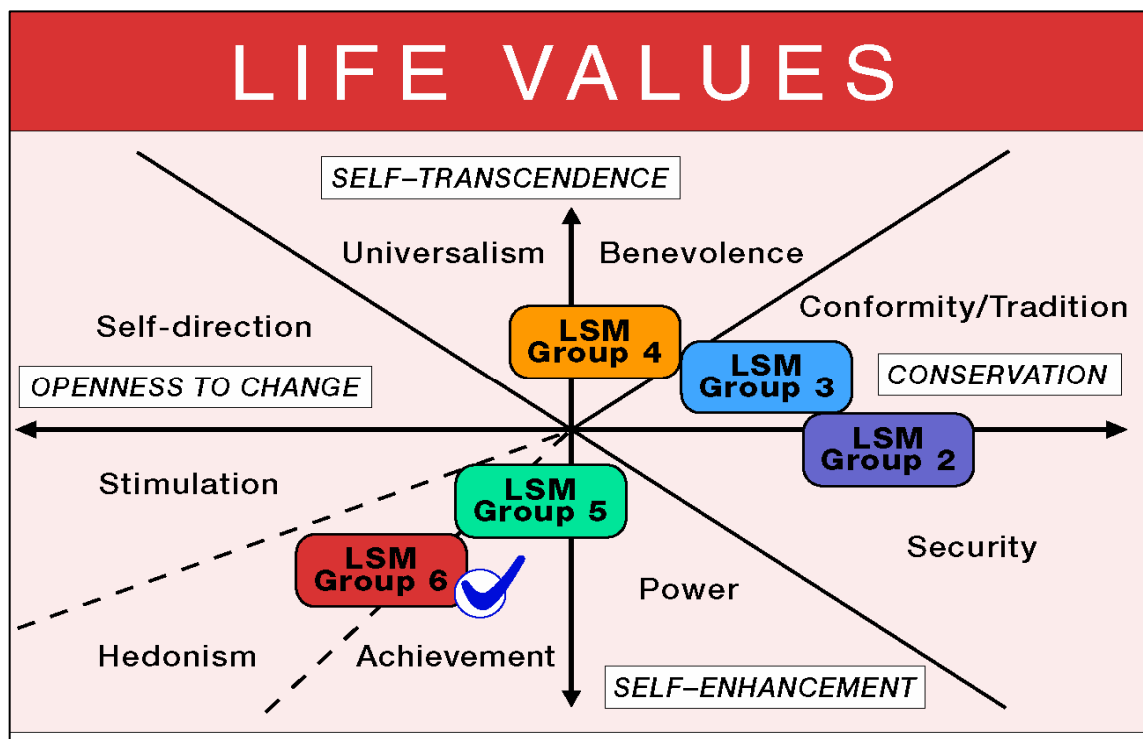 LIFE VALUES
SELF–TRANSCENDENCE
Universalism
Benevolence
Self-direction
Conformity/Tradition
LSM
Group 4
LSM
Group 3
OPENNESS TO CHANGE
CONSERVATION
LSM
Group 2
Stimulation
LSM
Group 5
Security
LSM
Group 6
Power
Hedonism
Achievement
SELF–ENHANCEMENT